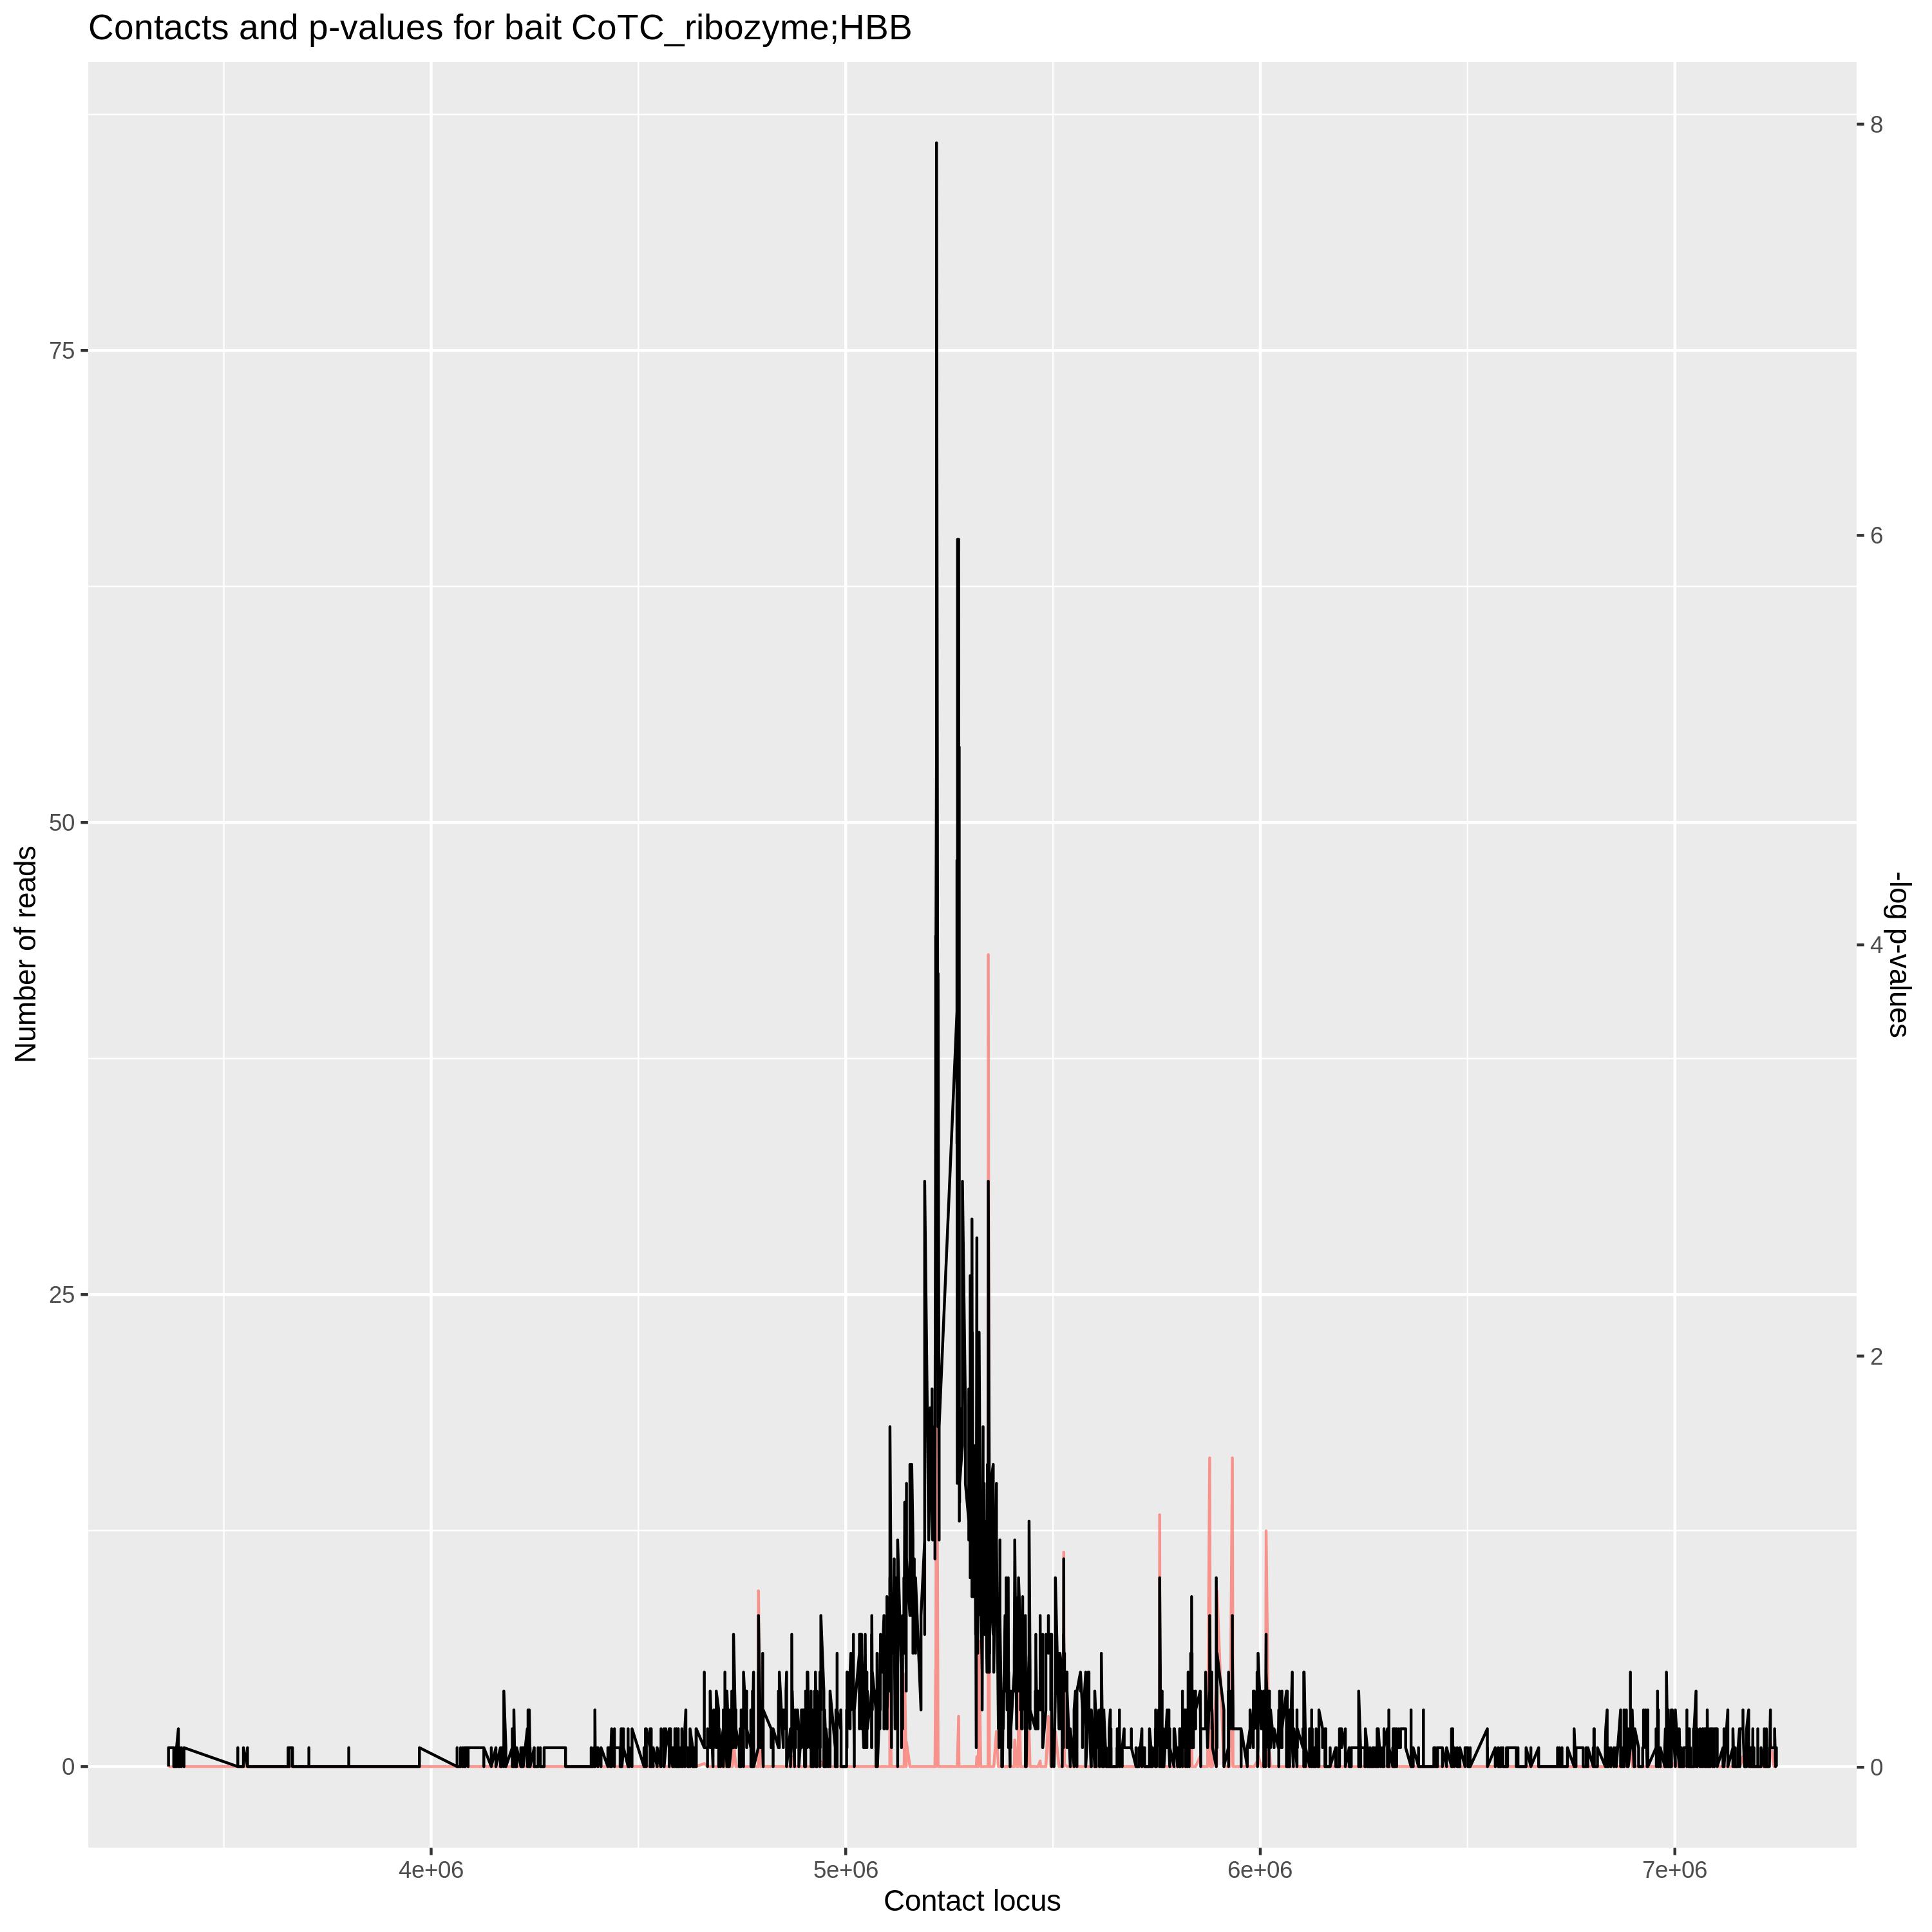 Contacts and p-values for bait CoTC_ribozyme;HBB
8
75
6
50
Number of reads
-log p-values
4
25
2
0
0
4e+06
5e+06
6e+06
7e+06
Contact locus